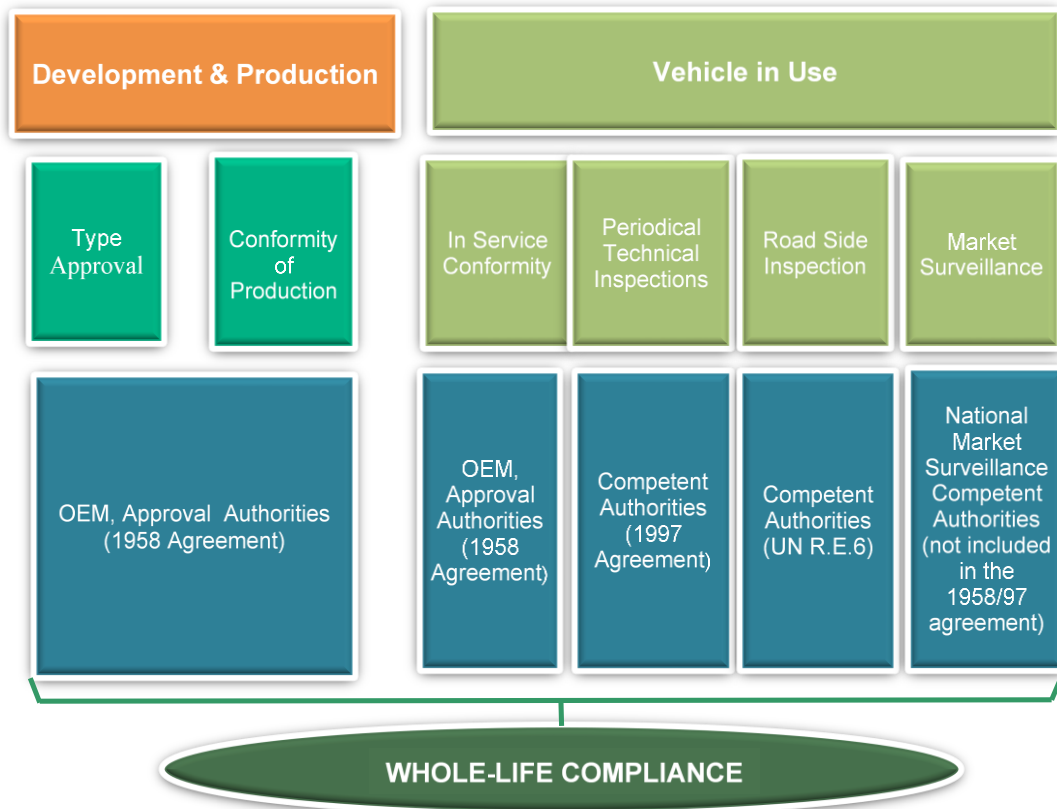 Development & Production
Vehicle in Use
Type
Approval
Conformity
of
Production
In Service
Conformity
Periodical
Technical
Inspections
Road Side
Inspection
Market
Surveillance
OEM, Approval Authorities
(1958 Agreement)
OEM,
Approval
Authorities
(1958
Agreement)
Competent
Authorities
(1997
Agreement)
Competent
Authorities
(UN R.E.6)
National
Market
Surveillance
Competent
Authorities
(not included
in the
1958/97
agreement)
WHOLE-LIFE COMPLIANCE